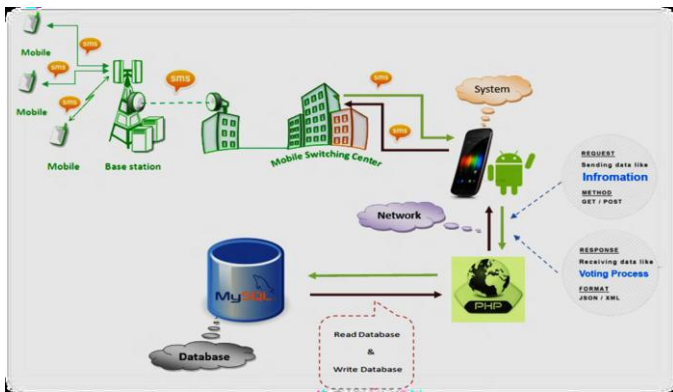 sms
Mobile
sms
Mobile
sms
Mobile
sms
Base station
Mobile Switching Center
sms
sms
System
REQUEST
Sending data like
Infromation
METHOD
GET / POST
Network
RESPONSE
Receiving data like
Voting Process
FORMAT
JSON / XML
MySQL
PHP
Database
Read Database
&
Write Database